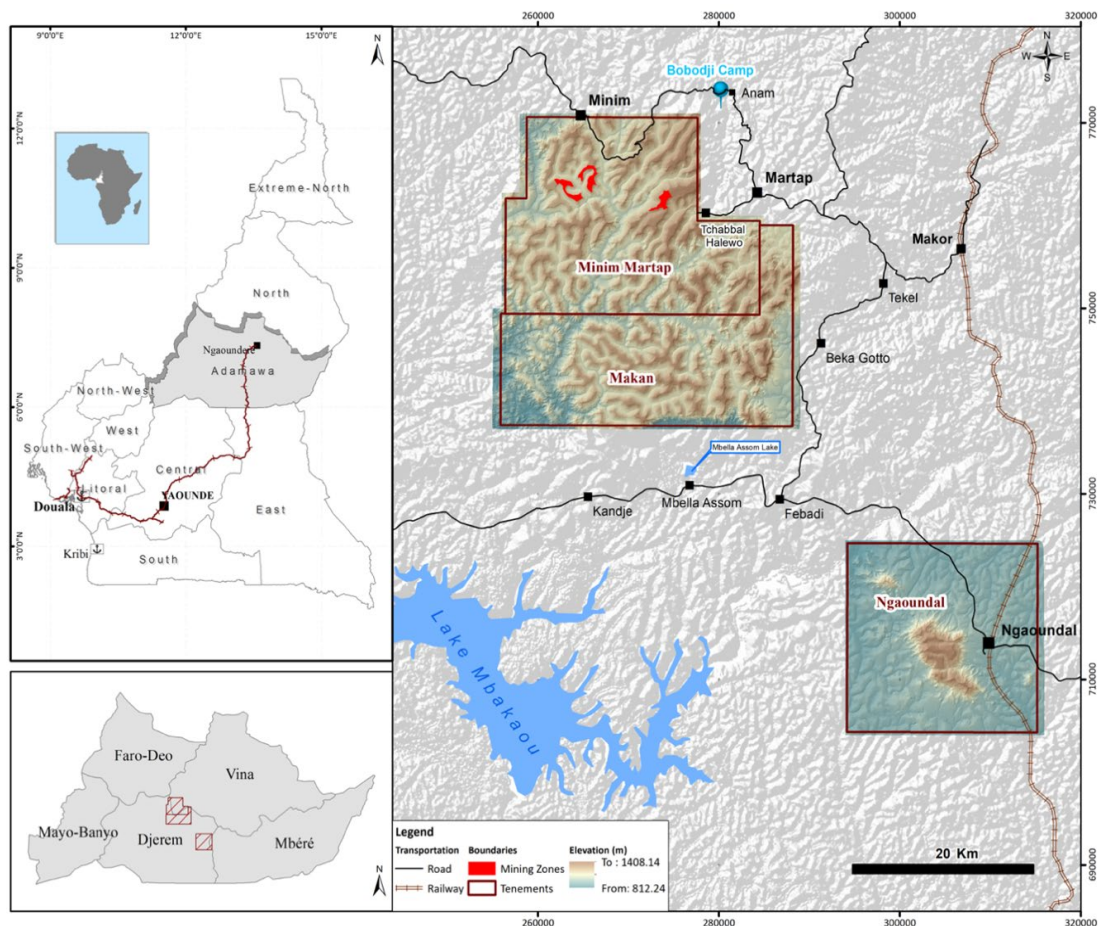 9°0'0"E
12°0'0"E
15°0'0"E
N
12°0'0"N
9°0'0"N
6°0'0"N
3°0'0"N
Extreme-North
North
Ngaoundere
Adamawa
North-West
West
South-West
Central
Litoral
YAOUNDE
Douala
East
Kribi
South
Faro-Deo
Vina
Mayo-Banyo
Djerem
Mbéré
N
260000
280000
300000
320000
N
W
E
S
Bobodji Camp
Anam
Minim
770000
Martap
Tchabbal
Halewo
Makor
Minim Martap
Tekel
750000
Beka Gotto
Makan
Mbella Assom Lake
Kandje
Mbella Assom
Febadi
730000
Ngaoundal
Ngaoundal
Lake Mbakaou
710000
690000
Legend
Transportation
Boundaries
Elevation (m)
Road
Mining Zones
To : 1408.14
Railway
Tenements
From: 812.24
20 Km
260000
280000
300000
320000